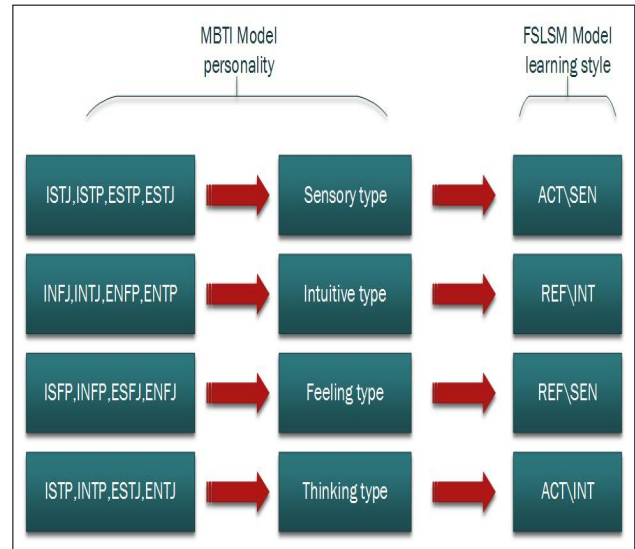 MBTI Model
personality
FSLSM Model
learning style
ISTJ,ISTP,ESTP,ESTJ
Sensory type
ACT\SEN
INFJ,INTJ,ENFP,ENTP
Intuitive type
REF\INT
ISFP,INFP,ESFJ,ENFJ
Feeling type
REF\SEN
ISTP,INTP,ESTJ,ENTJ
Thinking type
ACT\INT